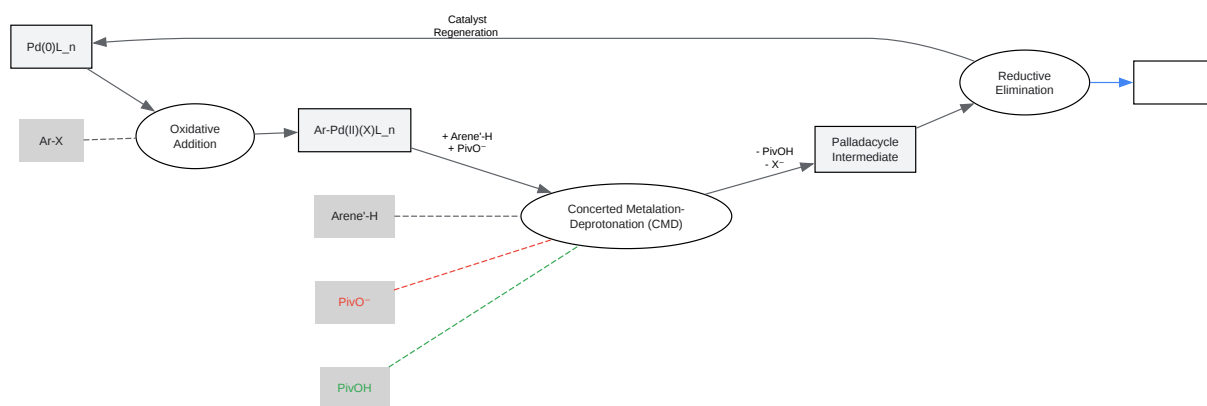 Catalyst
Regeneration
Pd(0)L_n
Reductive
Elimination
Oxidative
Addition
Ar-X
Ar-Pd(II)(X)L_n
+ Arene'-H
+ PivO⁻
- PivOH
- X⁻
Palladacycle
Intermediate
Arene'-H
Concerted Metalation-
Deprotonation (CMD)
PivO⁻
PivOH